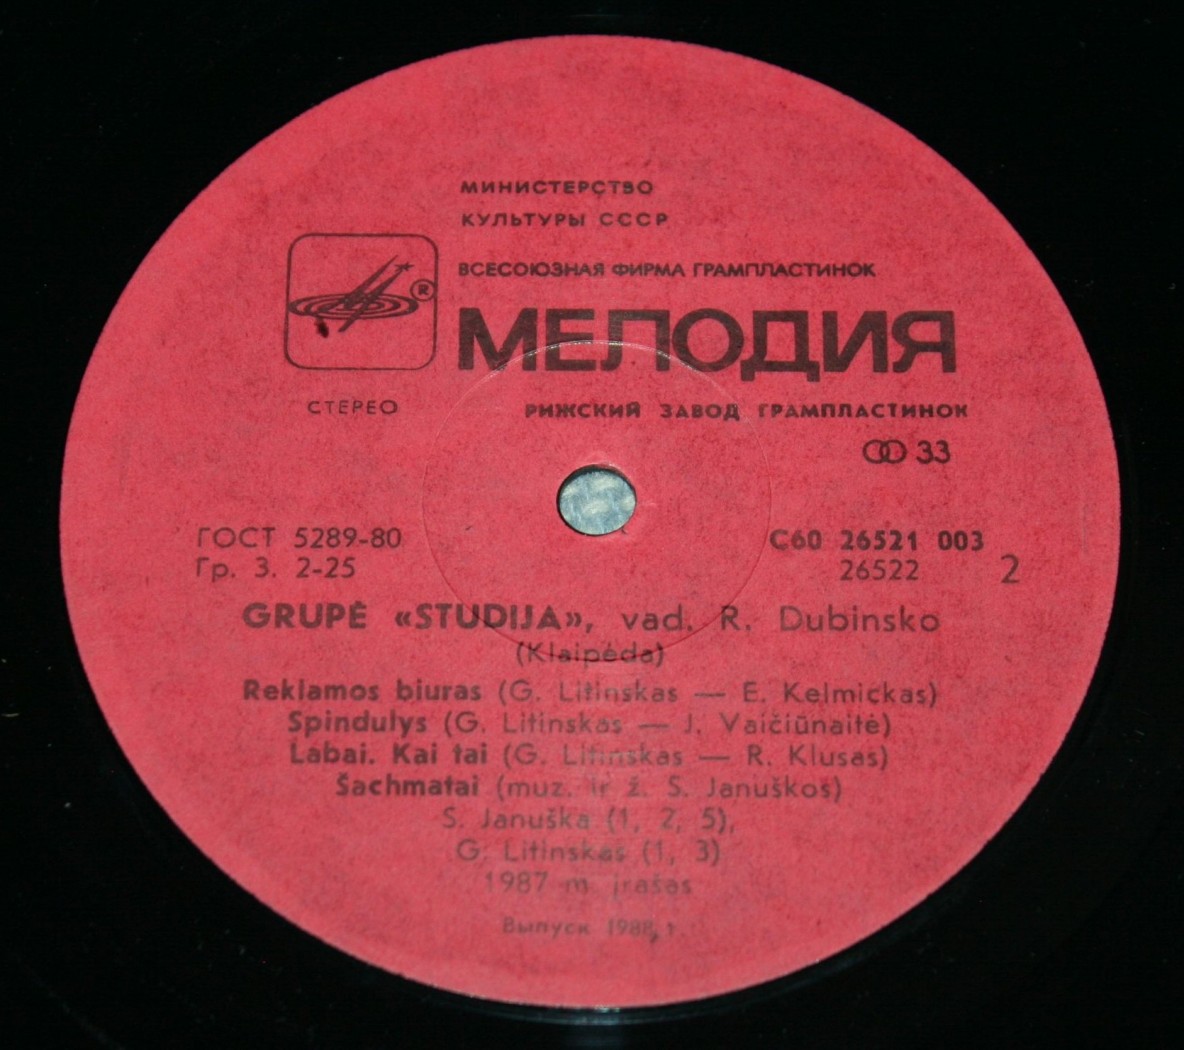 МИНИСТЕРСТВО
КУЛЬТУРЫ СССР
ВСЕСОЮЗНАЯ ФИРМА ГРАМПЛАСТИНОК
®
МЕЛОДИЯ
СТЕРЕО
РИЖСКИЙ ЗАВОД ГРАМПЛАСТИНОК
33
ГОСТ 5289-80
Гр. 3. 2-25
С60 26521 003
26522
2
GRUPĖ «STUDIJA», vad. R. Dubinsko
(Klaipėda)
Reklamos biuras (G. Litinskas — E. Kelmickas)
Spindulys (G. Litinskas — J. Vaičiūnaitė)
Labai. Kai tai (G. Litinskas — R. Klusas)
Šachmatai (muz. ir ž. S. Januškos)
S. Januška (1, 2, 5),
G. Litinskas (1, 3)
1987 m. įrašas
Выпуск 1988 г.